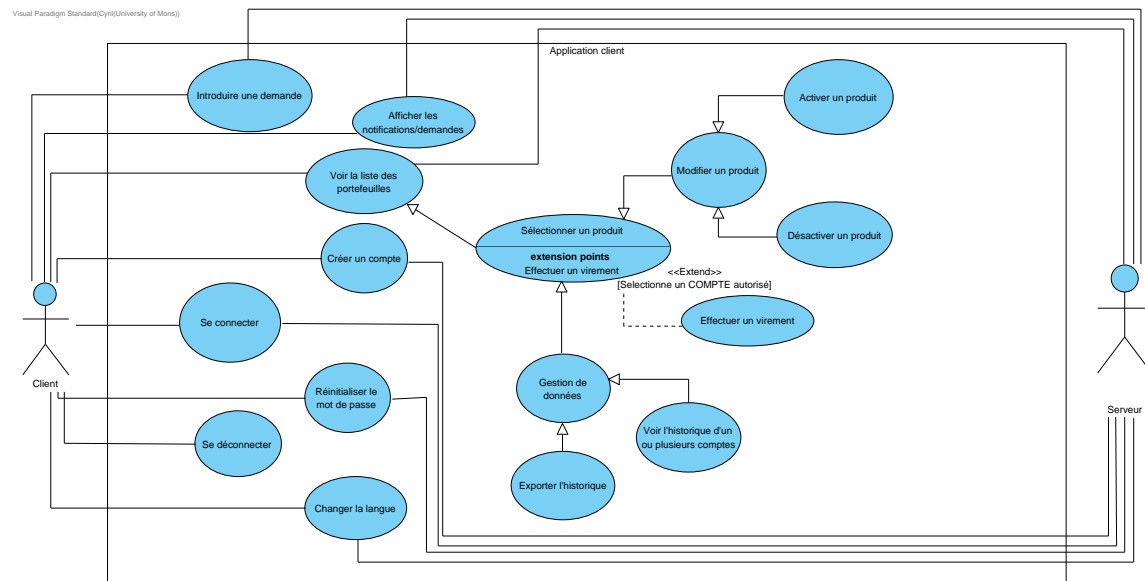 Visual Paradigm Standard(Cyril(University of Mons))
Application client
Introduire une demande
Afficher les
notifications/demandes
Activer un produit
Voir la liste des
portefeuilles
Modifier un produit
Sélectionner un produit
extension points
Effectuer un virement
Désactiver un produit
Créer un compte
<<Extend>>
[Selectionne un COMPTE autorisé]
Se connecter
Effectuer un virement
Client
Réinitialiser le
mot de passe
Gestion de
données
Serveur
Se déconnecter
Voir l'historique d'un
ou plusieurs comptes
Exporter l'historique
Changer la langue